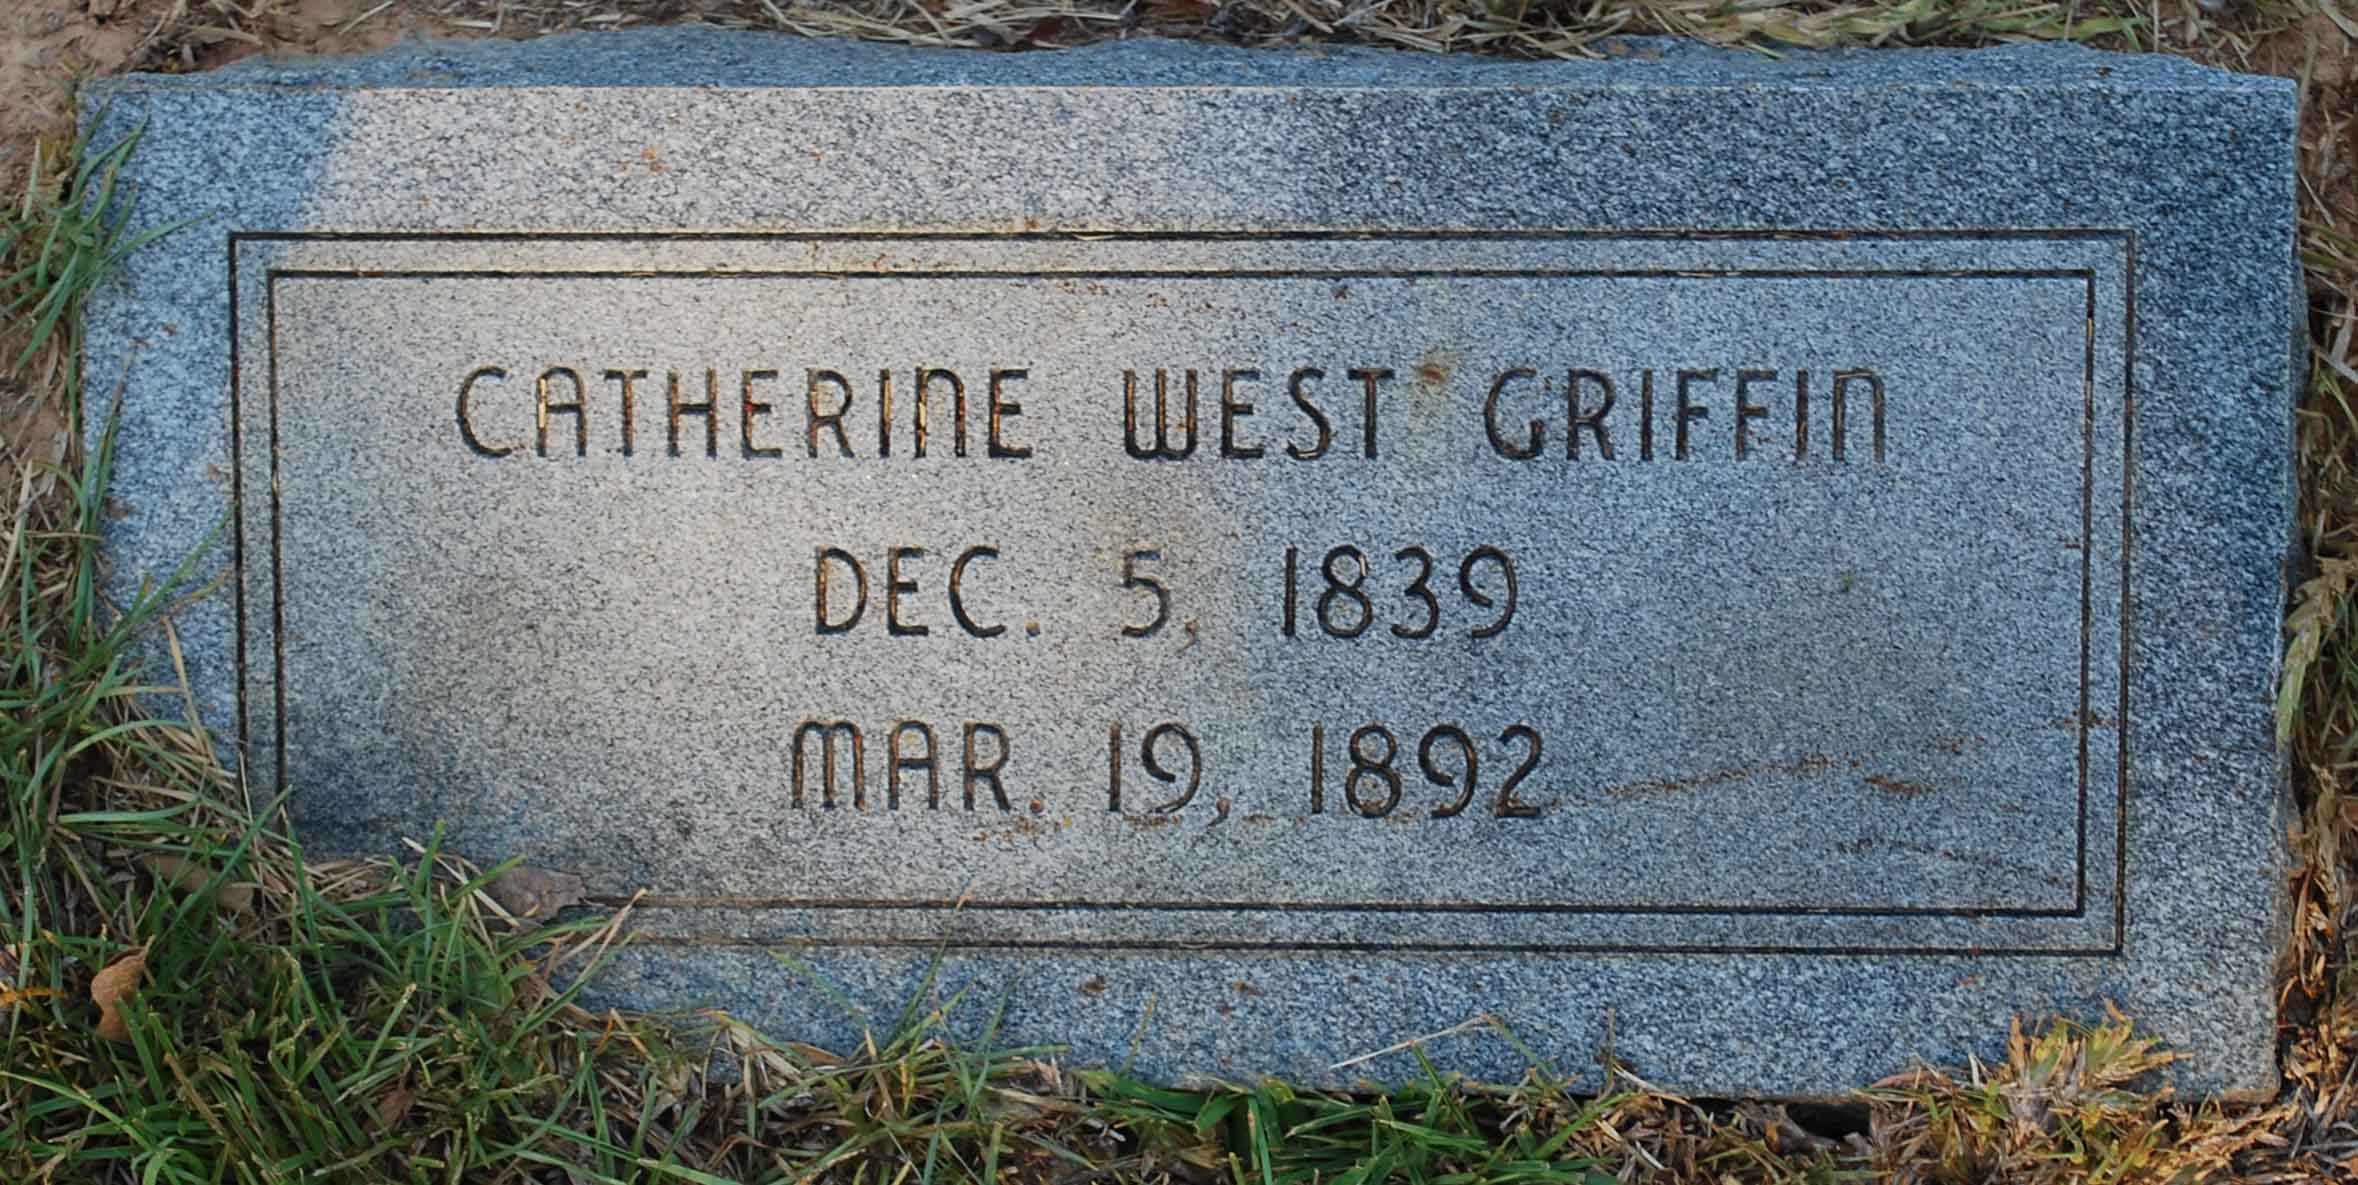 CATHERINE WEST GRIFFIN
DEC. 5, 1839
MAR. 19, 1892